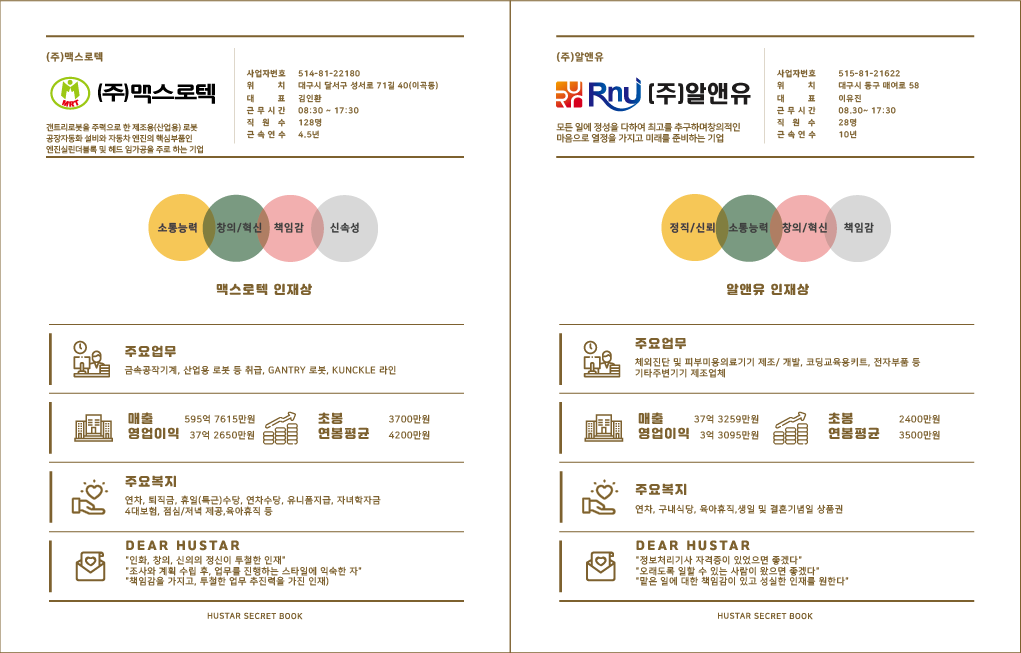 (주)맥스로텍
MRT
(주)맥스로텍
갠트리로봇을 주력으로 한 제조용(산업용) 로봇
공장자동화 설비와 자동차 엔진의 핵심부품인
엔진실린더블록 및 헤드 임가공을 주로 하는 기업
사업자번호 514-81-22180
위 치 대구시 달서구 성서로 71길 40(이곡동)
대 표 김인환
근무시간 08:30 ~ 17:30
직 원 수 128명
근속연수 4.5년
소통능력 창의/혁신 책임감 신속성
맥스로텍 인재상
주요업무
금속공작기계, 산업용 로봇 등 취급, GANTRY 로봇, KUNCKLE 라인
매출 595억 7615만원
영업이익 37억 2650만원
초봉 3700만원
연봉평균 4200만원
주요복지
연차, 퇴직금, 휴일(특근)수당, 연차수당, 유니폼지급, 자녀학자금
4대보험, 점심/저녁 제공,육아휴직 등
DEAR HUSTAR
"인화, 창의, 신의의 정신이 투철한 인재"
"조사와 계획 수립 후, 업무를 진행하는 스타일에 익숙한 자"
"책임감을 가지고, 투철한 업무 추진력을 가진 인재)
HUSTAR SECRET BOOK
(주)알앤유
RnU (주)알앤유
모든 일에 정성을 다하여 최고를 추구하며창의적인
마음으로 열정을 가지고 미래를 준비하는 기업
사업자번호 515-81-21622
위 치 대구시 동구 매여로 58
대 표 이유진
근무시간 08.30~ 17:30
직 원 수 28명
근속연수 10년
정직/신뢰 소통능력 창의/혁신 책임감
알앤유 인재상
주요업무
체외진단 및 피부미용의료기기 제조/ 개발, 코딩교육용키트, 전자부품 등
기타주변기기 제조업체
매출 37억 3259만원
영업이익 3억 3095만원
초봉 2400만원
연봉평균 3500만원
주요복지
연차, 구내식당, 육아휴직,생일 및 결혼기념일 상품권
DEAR HUSTAR
"정보처리기사 자격증이 있었으면 좋겠다"
"오래도록 일할 수 있는 사람이 왔으면 좋겠다"
"맡은 일에 대한 책임감이 있고 성실한 인재를 원한다"
HUSTAR SECRET BOOK